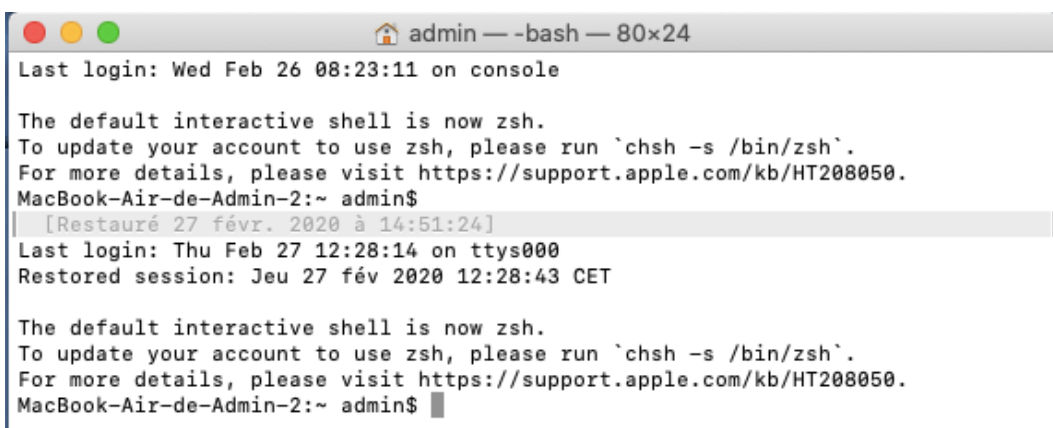 admin — -bash — 80×24
Last login: Wed Feb 26 08:23:11 on console
The default interactive shell is now zsh.
To update your account to use zsh, please run `chsh -s /bin/zsh`.
For more details, please visit https://support.apple.com/kb/HT208050.
MacBook-Air-de-Admin-2:~ admin$
[Restauré 27 févr. 2020 à 14:51:24]
Last login: Thu Feb 27 12:28:14 on ttys000
Restored session: Jeu 27 fév 2020 12:28:43 CET
The default interactive shell is now zsh.
To update your account to use zsh, please run `chsh -s /bin/zsh`.
For more details, please visit https://support.apple.com/kb/HT208050.
MacBook-Air-de-Admin-2:~ admin$